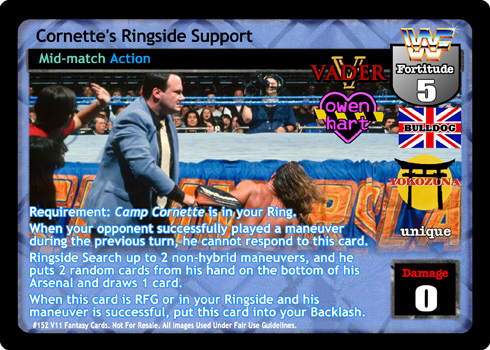 Cornette's Ringside Support
Mid-match Action
Fortitude
5
V
VADER
owen
hart
BULLDOG
YOKOZUNA
unique
Requirement: Camp Cornette is in your Ring.
When your opponent successfully played a maneuver
during the previous turn, he cannot respond to this card.
Ringside Search up to 2 non-hybrid maneuvers, and he
puts 2 random cards from his hand on the bottom of his
Arsenal and draws 1 card.
When this card is RFG or in your Ringside and his
maneuver is successful, put this card into your Backlash.
Damage
0
#152 V11 Fantasy Cards. Not For Resale. All Images Used Under Fair Use Guidelines.